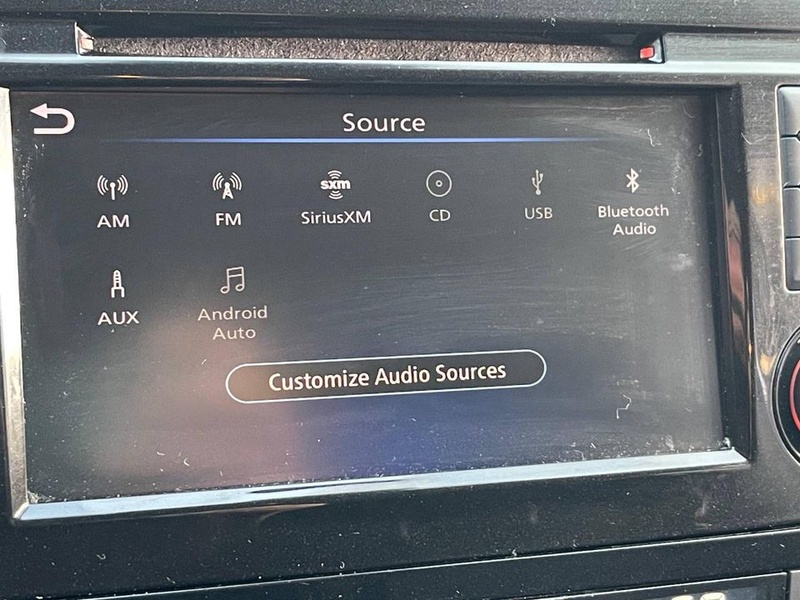 Source
sxm
AM
FM
SiriusXM
CD
USB
Bluetooth
Audio
AUX
Android
Auto
Customize Audio Sources